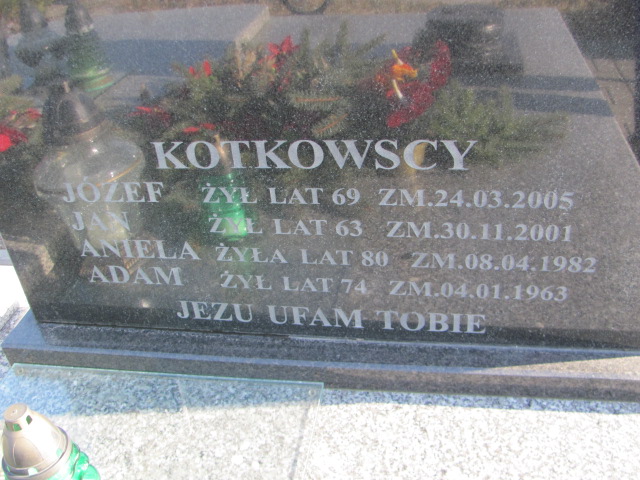 KOTKOWSCY
JÓZEF ŻYŁ LAT 69 ZM.24.03.2005
JAN ŻYŁ LAT 63 ZM.30.11.2001
ANIELA ŻYŁA LAT 80 ZM.08.04.1982
ADAM ŻYŁ LAT 74 ZM.04.01.1963
JEZU UFAM TOBIE